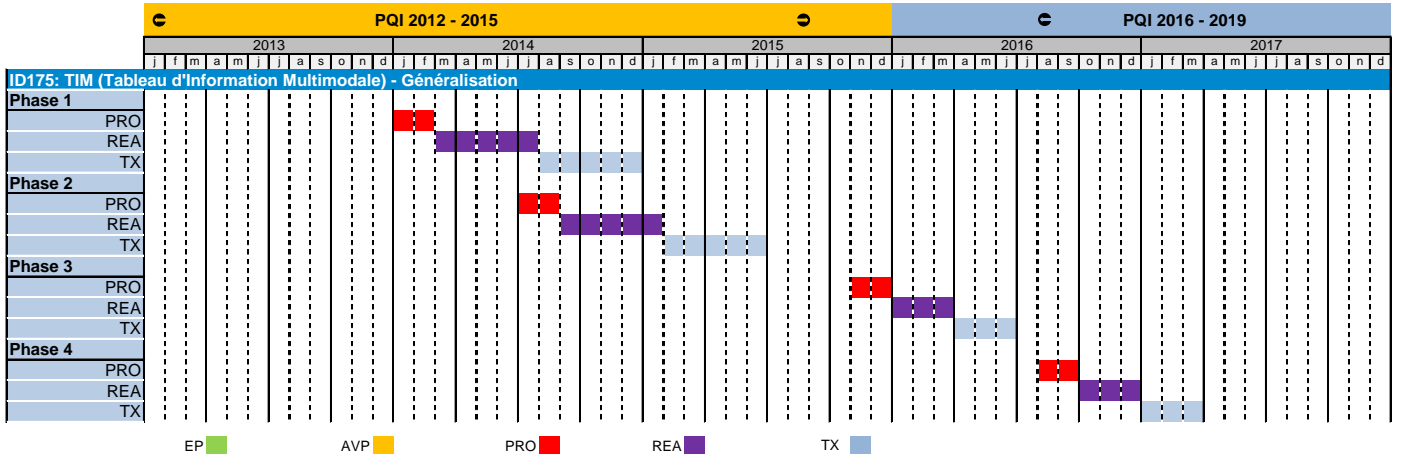 PQI 2012 - 2015 PQI 2016 - 2019
2013 2014 2015 2016 2017
j f m a m j j a s o n d j f m a m j j a s o n d j f m a m j j a s o n d j f m a m j j a s o n d j f m a m j j a s o n d
ID175: TIM (Tableau d'Information Multimodale) - Généralisation
Phase 1
PRO
REA
TX
Phase 2
PRO
REA
TX
Phase 3
PRO
REA
TX
Phase 4
PRO
REA
TX
EP AVP PRO REA TX